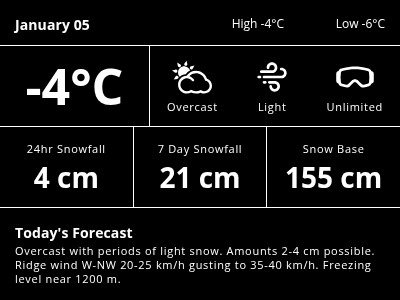 January 05 High -4°C Low -6°C
-4°C
Overcast Light Unlimited
24hr Snowfall 7 Day Snowfall Snow Base
4 cm 21 cm 155 cm
Today's Forecast
Overcast with periods of light snow. Amounts 2-4 cm possible.
Ridge wind W-NW 20-25 km/h gusting to 35-40 km/h. Freezing
level near 1200 m.